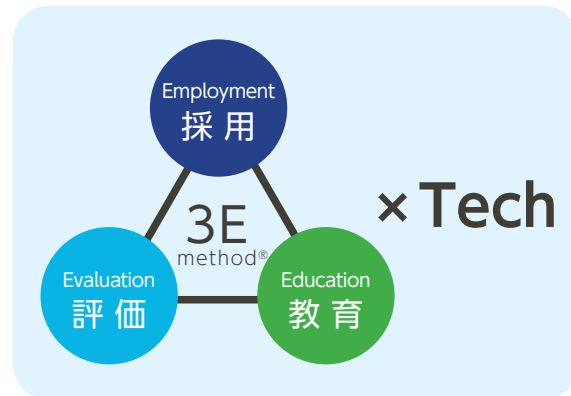 Employment
採用
3E
method®
× Tech
Evaluation
評価
Education
教育